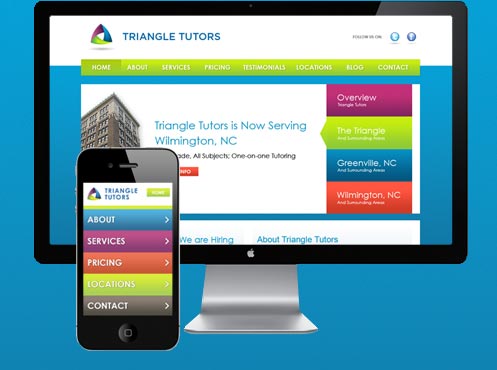 TRIANGLE TUTORS
FOLLOW US ON:
HOME ABOUT SERVICES PRICING TESTIMONIALS LOCATIONS BLOG CONTACT
Triangle Tutors is Now Serving
Wilmington, NC
All Subjects; One-on-one Tutoring
INFO
Overview
Triangle Tutors
The Triangle
And Surrounding Areas
Greenville, NC
And Surrounding Areas
Wilmington, NC
And Surrounding Areas
We are Hiring
About Triangle Tutors
TRIANGLE
TUTORS
HOME
ABOUT
SERVICES
PRICING
LOCATIONS
CONTACT